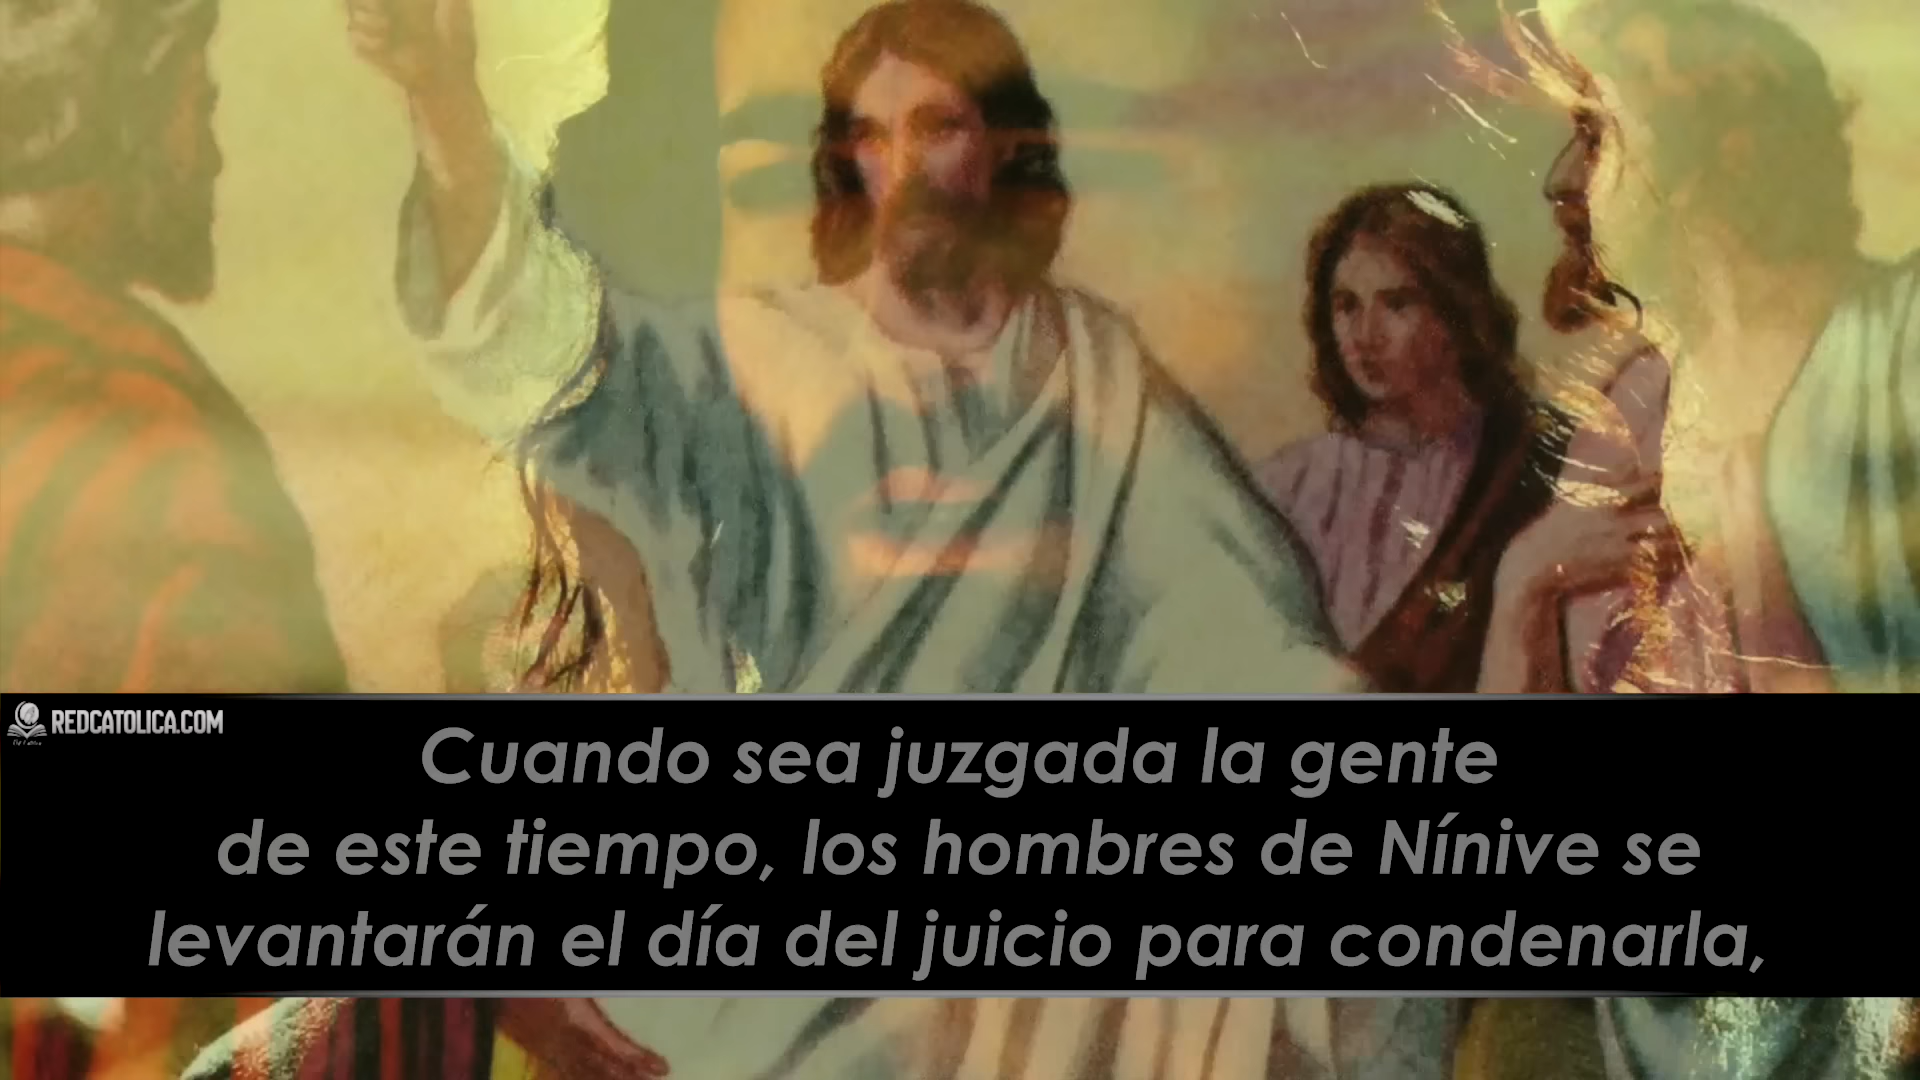 REDCATOLICA.COM
Cuando sea juzgada la gente
de este tiempo, los hombres de Nínive se
levantarán el día del juicio para condenarla,